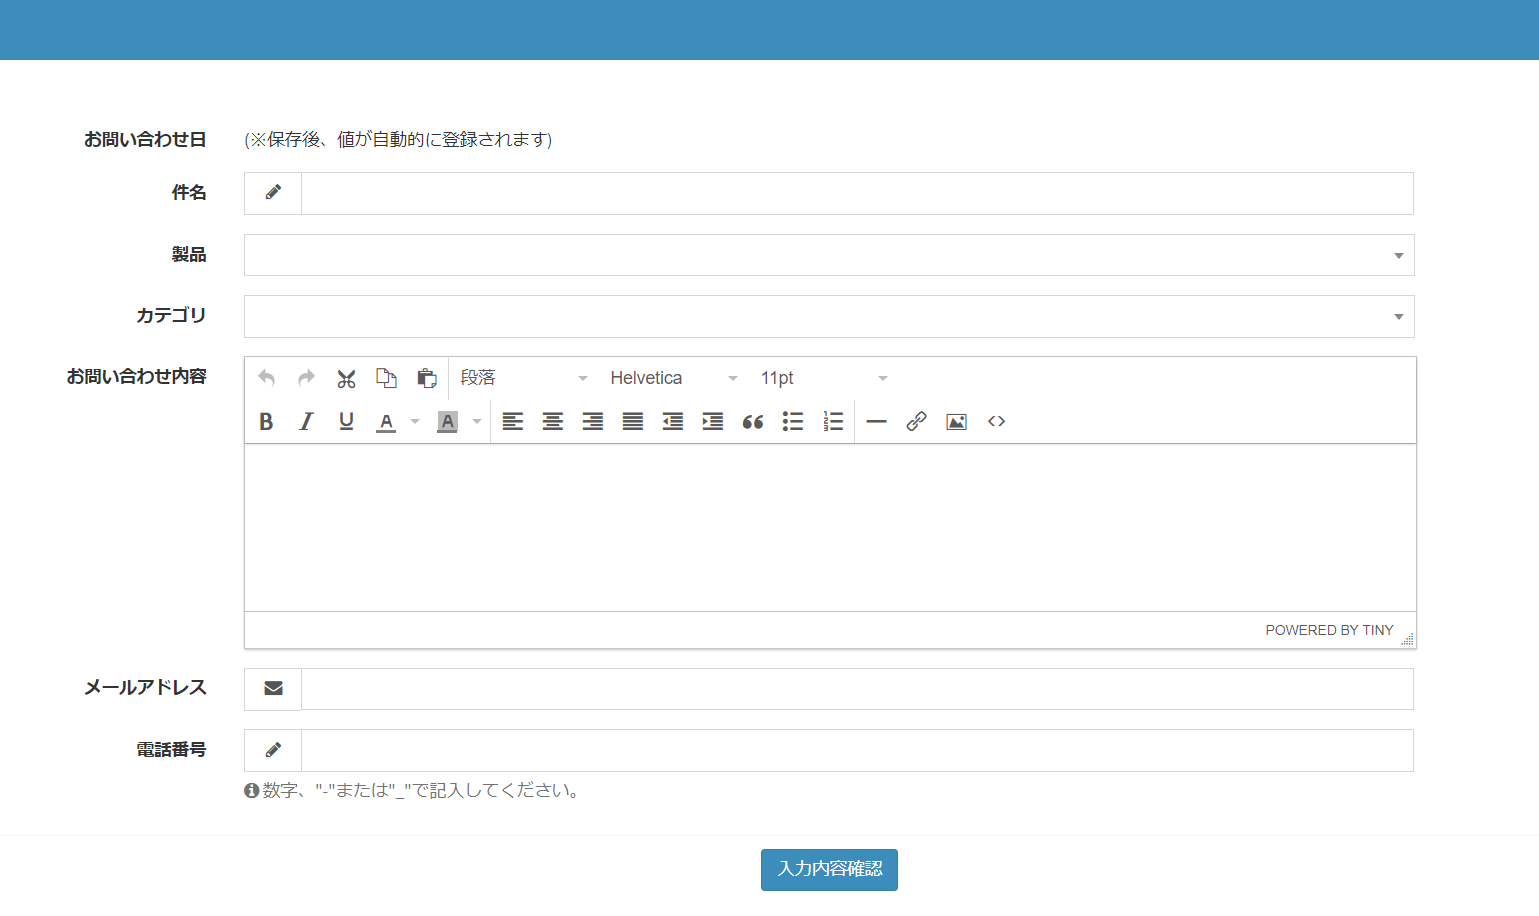 お問い合わせ日 (※保存後、値が自動的に登録されます)
件名
製品
カテゴリ
お問い合わせ内容 段落 Helvetica 11pt
B I U A A
POWERED BY TINY
メールアドレス
電話番号
数字、"-"または"_"で記入してください。
入力内容確認